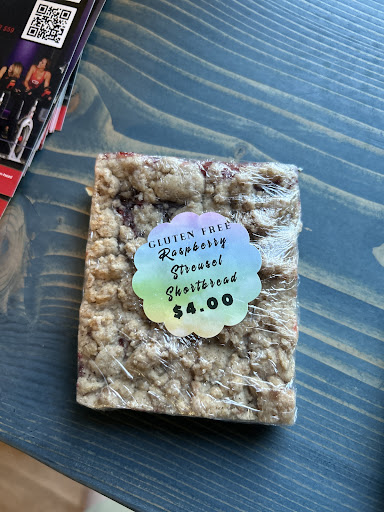 GLUTEN FREE
Raspberry
Streusel
Shortbread
$4.00